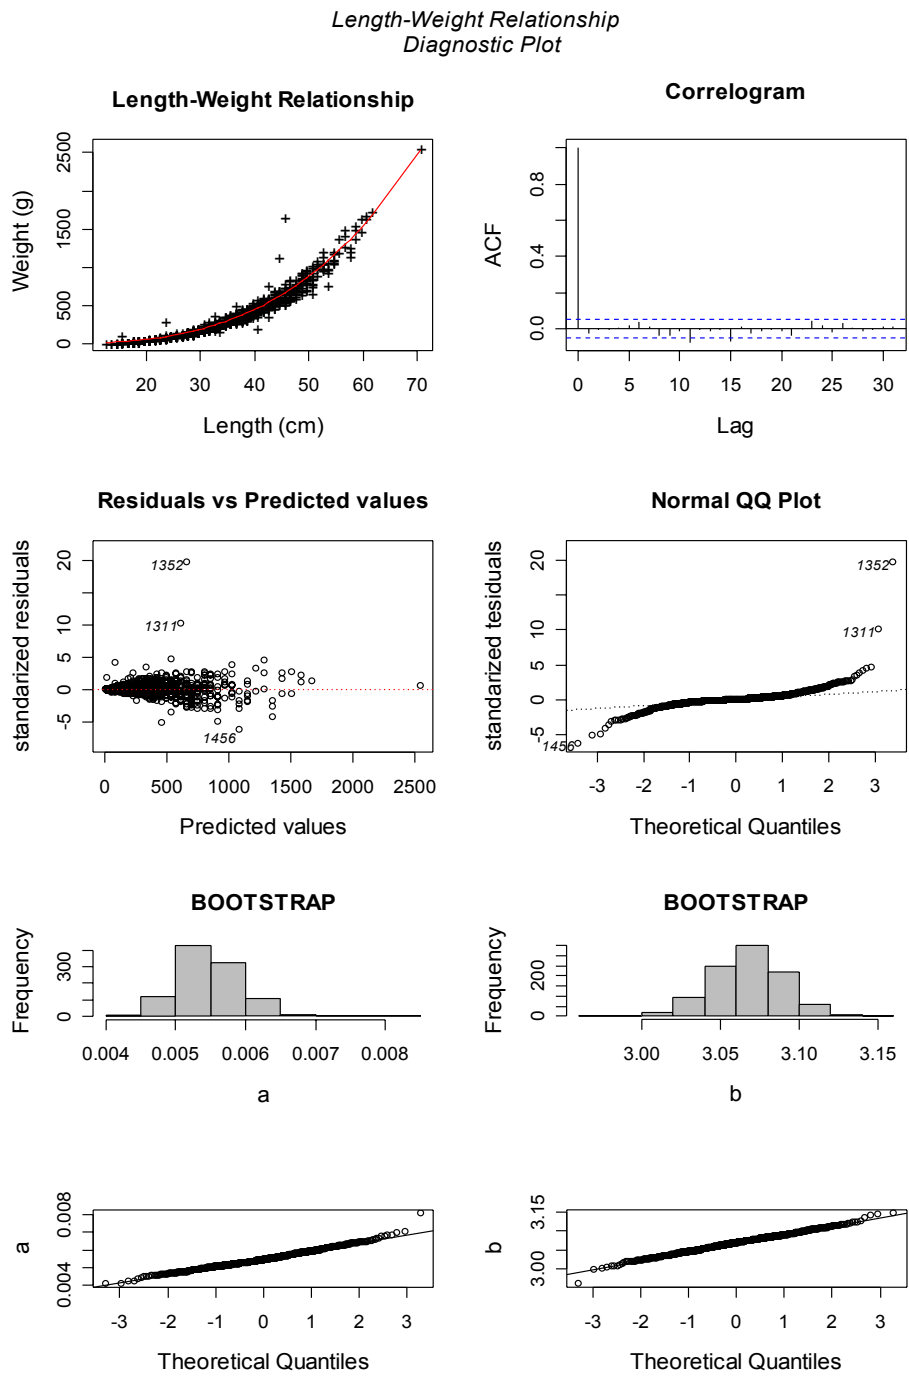 Length-Weight Relationship
Diagnostic Plot
Length-Weight Relationship
Weight (g)
0 500 1500 2500
20 30 40 50 60 70
Length (cm)
Correlogram
ACF
0.0 0.4 0.8
0 5 10 15 20 25 30
Lag
Residuals vs Predicted values
standarized residuals
-5 0 5 10 20
1352
1311
1456
0 500 1000 1500 2000 2500
Predicted values
Normal QQ Plot
standarized tesiduals
-5 0 5 10 20
1352
1311
1456
-3 -2 -1 0 1 2 3
Theoretical Quantiles
BOOTSTRAP
Frequency
0 300
0.004 0.005 0.006 0.007 0.008
a
BOOTSTRAP
Frequency
0 200
3.00 3.05 3.10 3.15
b
a
0.004 0.008
-3 -2 -1 0 1 2 3
Theoretical Quantiles
b
3.00 3.15
-3 -2 -1 0 1 2 3
Theoretical Quantiles